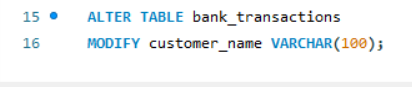 15 ALTER TABLE bank_transactions
16 MODIFY customer_name VARCHAR(100);